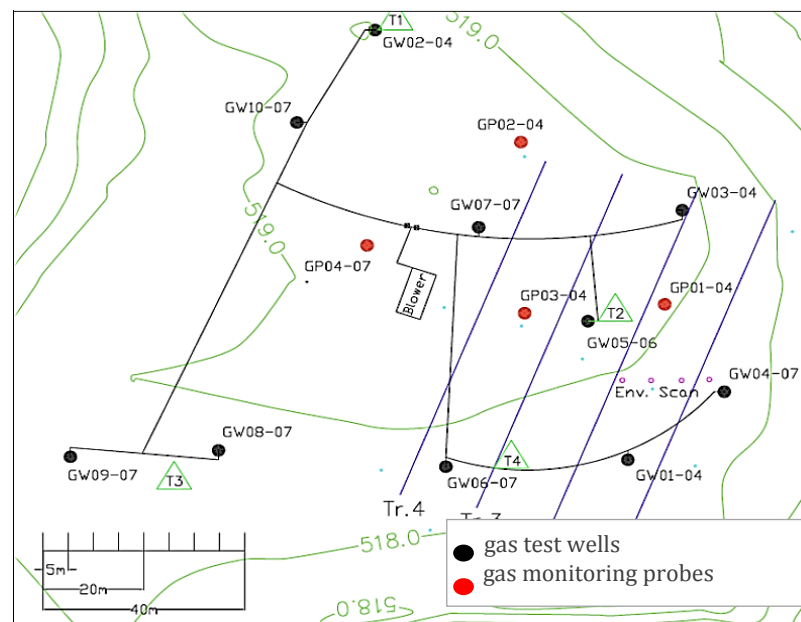 T1
519.0
GW02-04
GW10-07
GP02-04
519.0
GW07-07
GW03-04
GP04-07
Blower
GP03-04
GP01-04
T2
GW05-06
GW04-07
Env. Scan
GW08-07
GW09-07
T3
T4
GW06-07
GW01-04
Tr.4
5m
20m
40m
518.0
518.0
gas test wells
gas monitoring probes